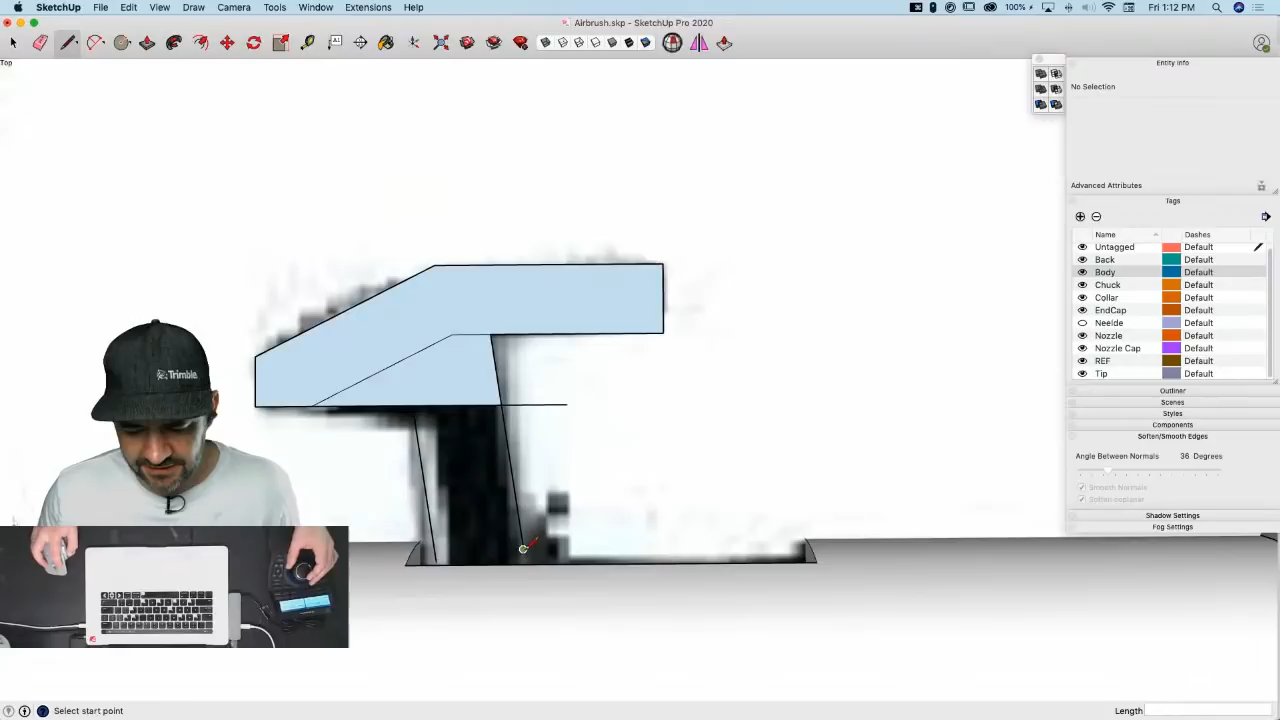 SketchUp File Edit View Draw Camera Tools Window Extensions Help 100% Fri 1:12 PM
Airbrush.skp - SketchUp Pro 2020
Top
Entity Info
No Selection
Advanced Attributes
Tags
Name Dashes
Untagged Default
Back Default
Body Default
Chuck Default
Collar Default
EndCap Default
Neelde Default
Nozzle Default
Nozzle Cap Default
REF Default
Tip Default
Outliner
Scenes
Styles
Components
Soften/Smooth Edges
Angle Between Normals 36 Degrees
Smooth Normals
Soften coplanar
Shadow Settings
Fog Settings
Trimble
Select start point
Length